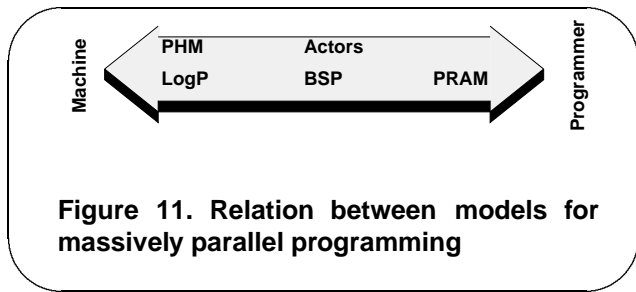 Machine
PHM Actors
LogP BSP PRAM
Programmer
Figure 11. Relation between models for
massively parallel programming